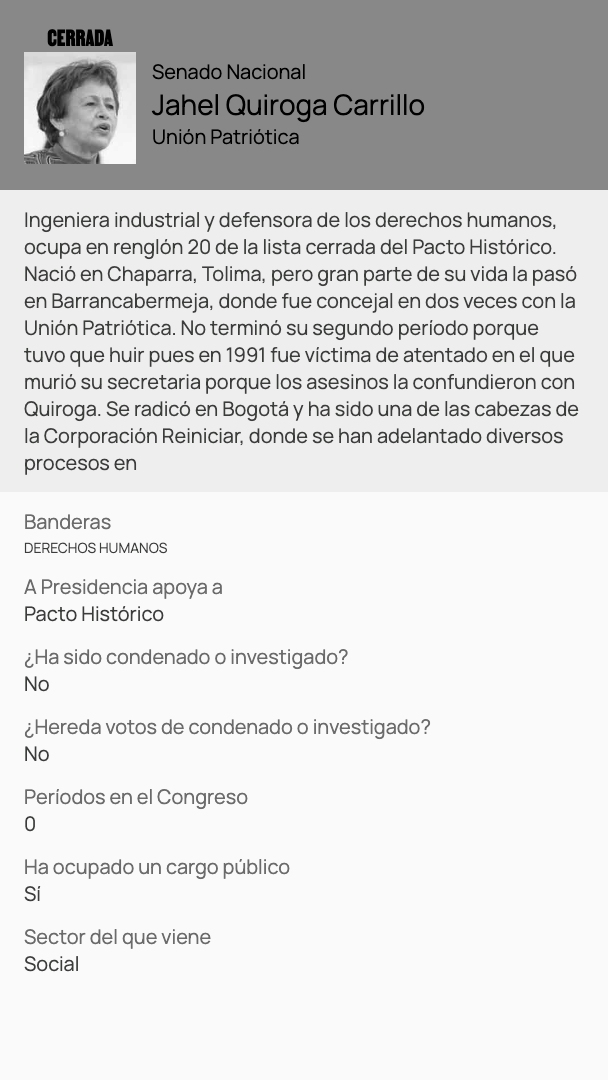 CERRADA
Senado Nacional
Jahel Quiroga Carrillo
Unión Patriótica
Ingeniera industrial y defensora de los derechos humanos,
ocupa en renglón 20 de la lista cerrada del Pacto Histórico.
Nació en Chaparra, Tolima, pero gran parte de su vida la pasó
en Barrancabermeja, donde fue concejal en dos veces con la
Unión Patriótica. No terminó su segundo período porque
tuvo que huir pues en 1991 fue víctima de atentado en el que
murió su secretaria porque los asesinos la confundieron con
Quiroga. Se radicó en Bogotá y ha sido una de las cabezas de
la Corporación Reiniciar, donde se han adelantado diversos
procesos en
Banderas
DERECHOS HUMANOS
A Presidencia apoya a
Pacto Histórico
¿Ha sido condenado o investigado?
No
¿Hereda votos de condenado o investigado?
No
Períodos en el Congreso
0
Ha ocupado un cargo público
Sí
Sector del que viene
Social